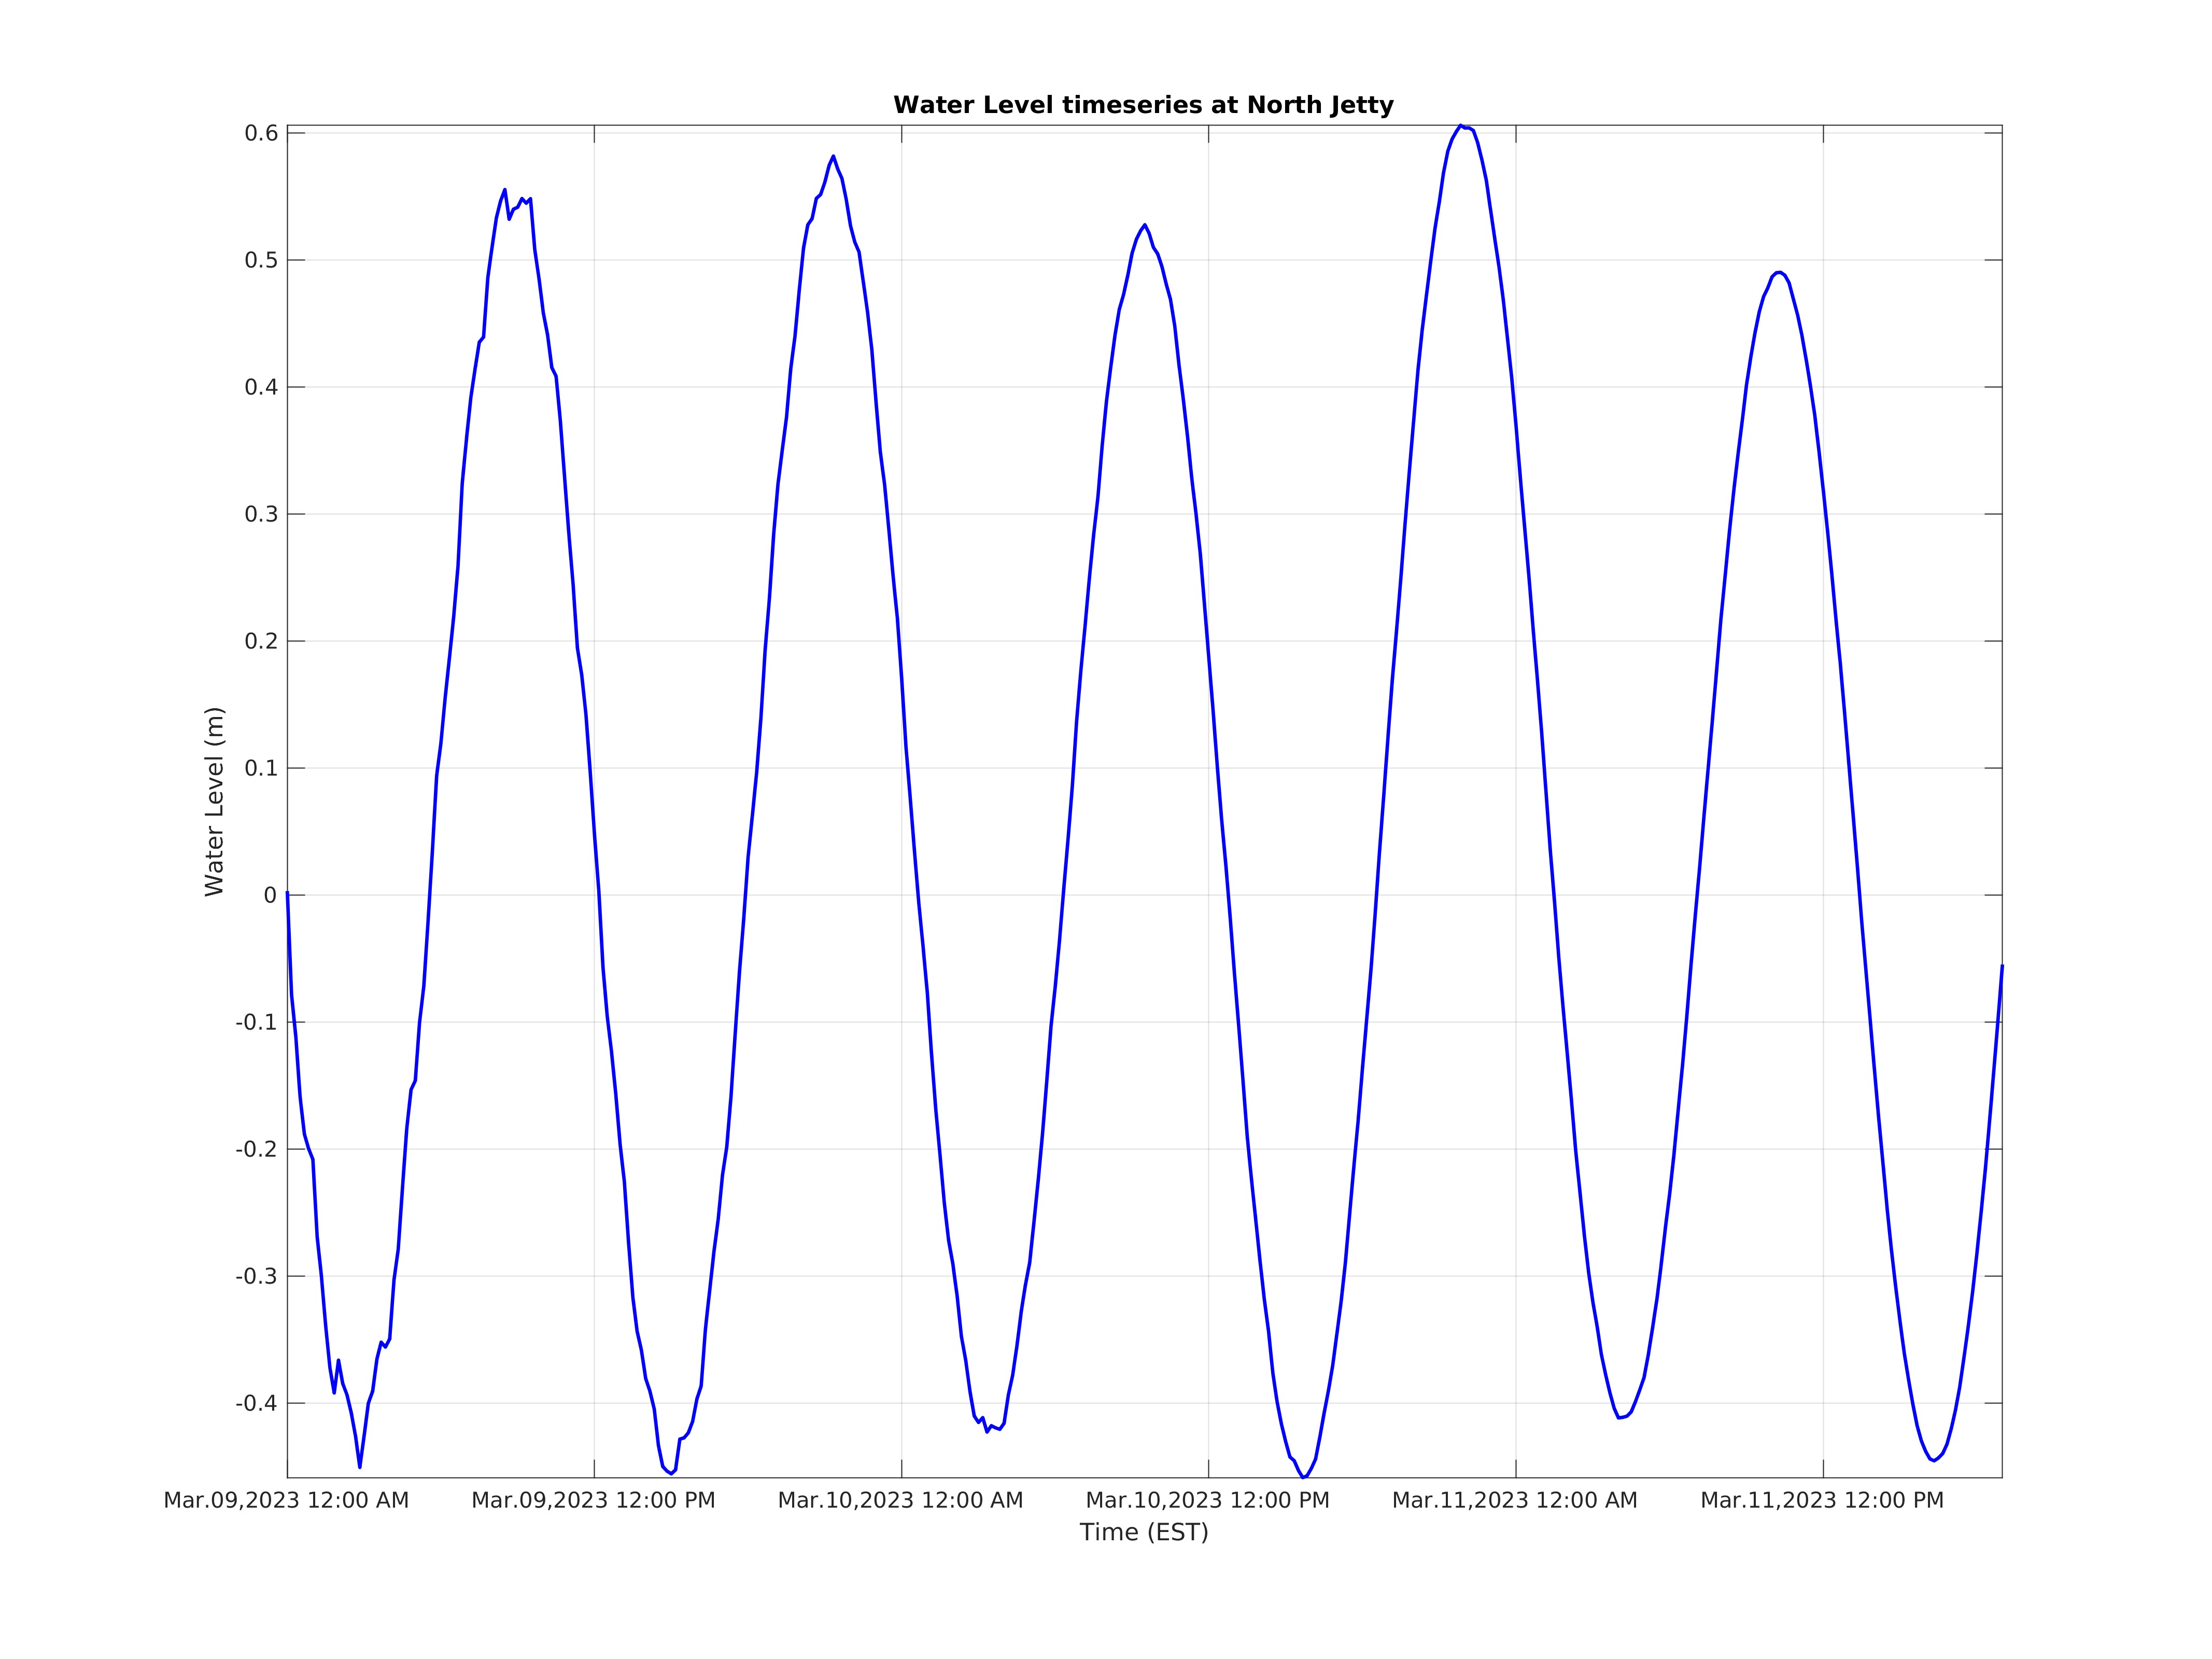 Water Level timeseries at North Jetty
0.6
0.5
0.4
0.3
0.2
0.1
0
-0.1
-0.2
-0.3
-0.4
Water Level (m)
Mar.09,2023 12:00 AM
Mar.09,2023 12:00 PM
Mar.10,2023 12:00 AM
Mar.10,2023 12:00 PM
Mar.11,2023 12:00 AM
Mar.11,2023 12:00 PM
Time (EST)